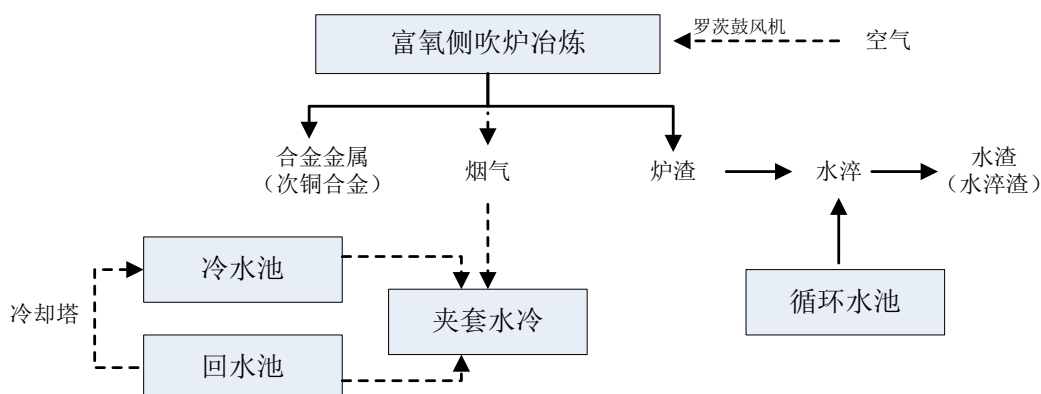 富氧侧吹炉冶炼
罗茨鼓风机
空气
合金金属
（次铜合金）
烟气
炉渣
水淬
水渣
（水淬渣）
冷水池
冷却塔
夹套水冷
循环水池
回水池